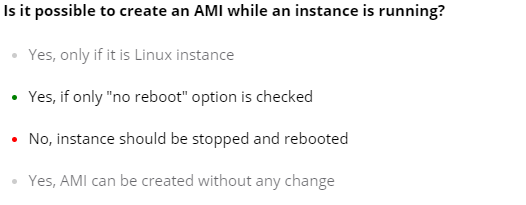 Is it possible to create an AMI while an instance is running?
Yes, only if it is Linux instance
Yes, if only "no reboot" option is checked
No, instance should be stopped and rebooted
Yes, AMI can be created without any change